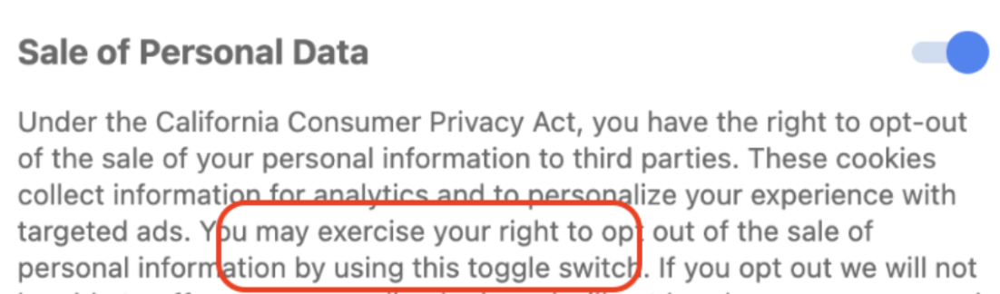 Sale of Personal Data
Under the California Consumer Privacy Act, you have the right to opt-out
of the sale of your personal information to third parties. These cookies
collect information for analytics and to personalize your experience with
targeted ads. You may exercise your right to opt out of the sale of
personal information by using this toggle switch. If you opt out we will not